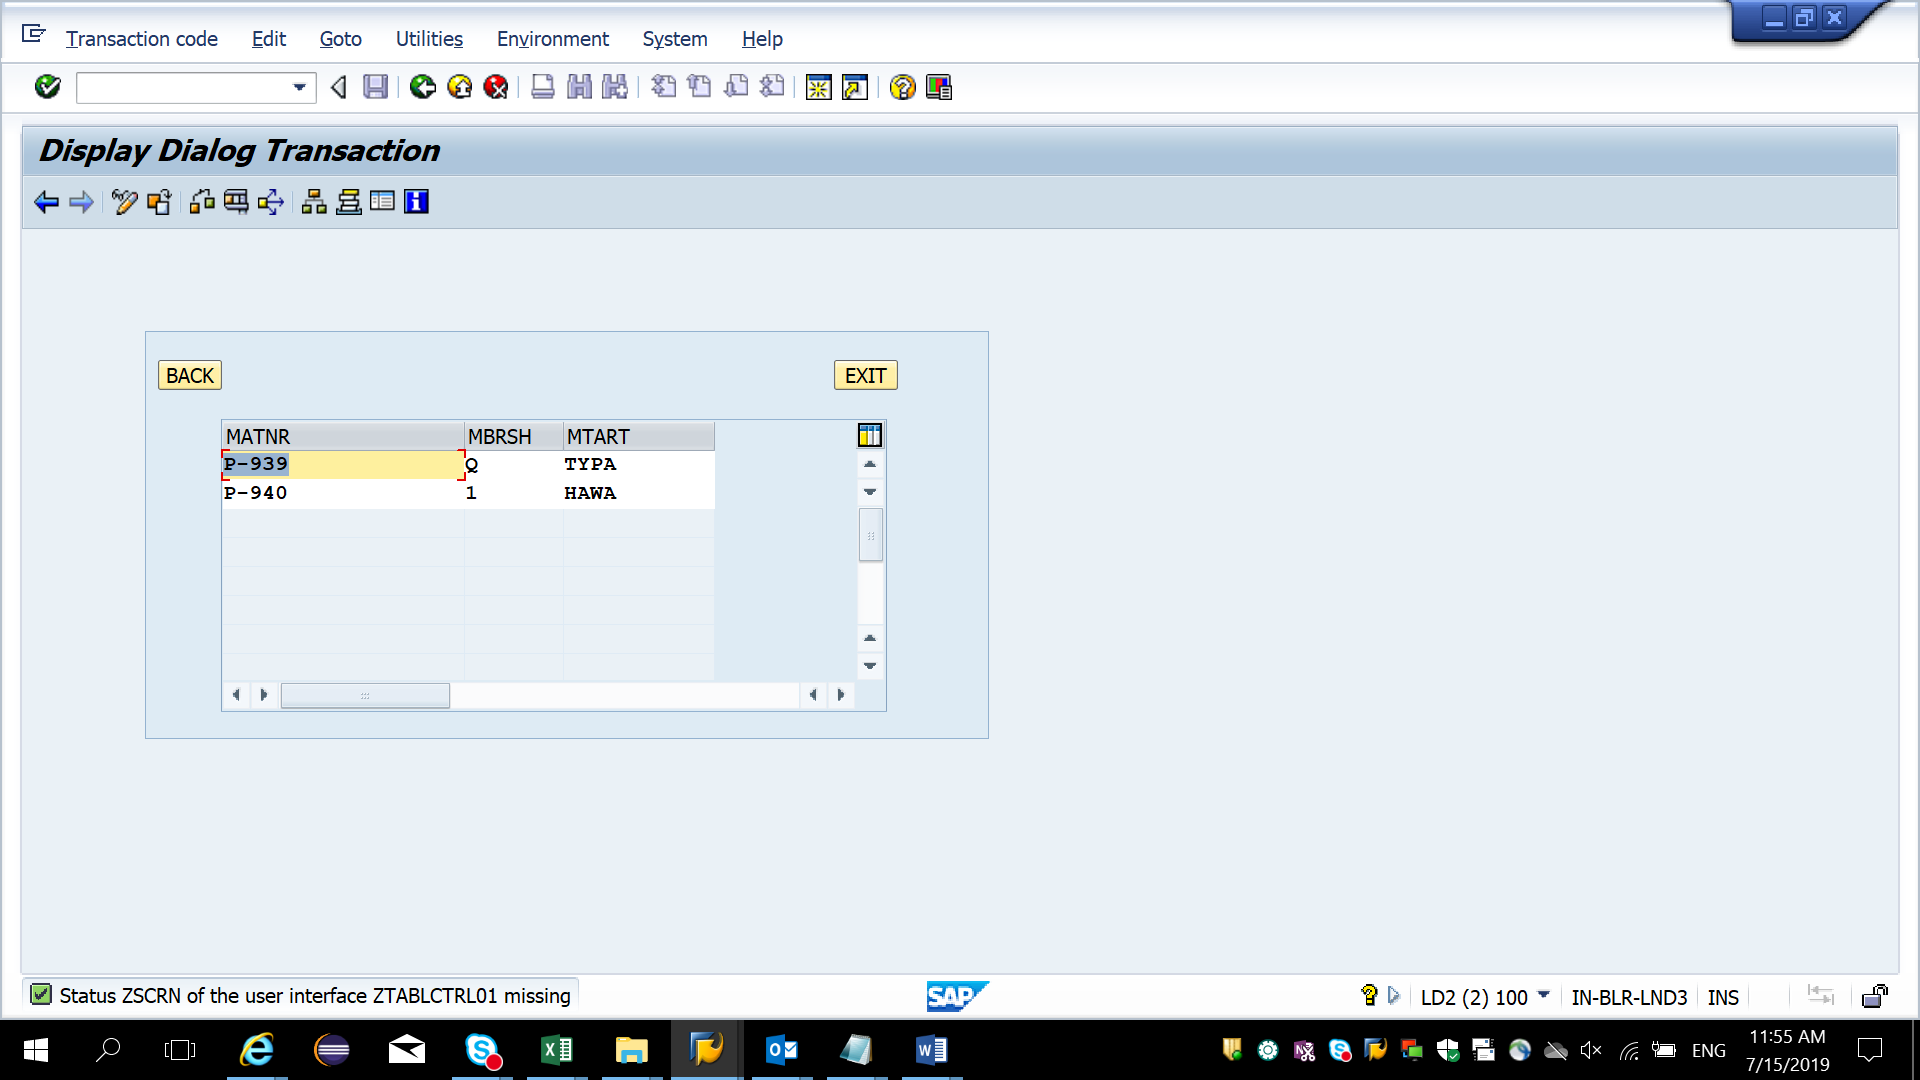 Transaction code Edit Goto Utilities Environment System Help
Display Dialog Transaction
BACK EXIT
MATNR MBRSH MTART
P-939 Q TYPA
P-940 1 HAWA
Status ZSCRN of the user interface ZTABLCTRL01 missing
SAP
LD2 (2) 100 IN-BLR-LND3 INS
ENG
11:55 AM
7/15/2019